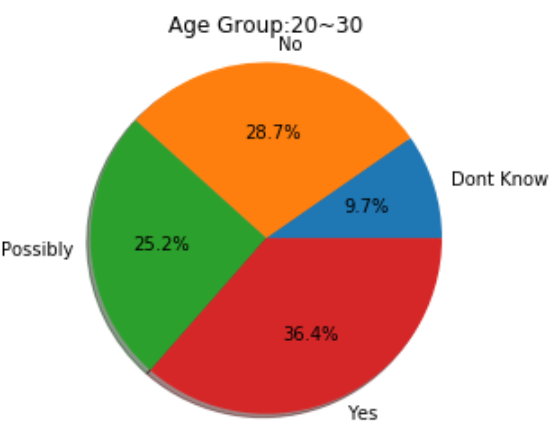 Age Group:20~30
No
28.7%
Dont Know
9.7%
Possibly
25.2%
36.4%
Yes